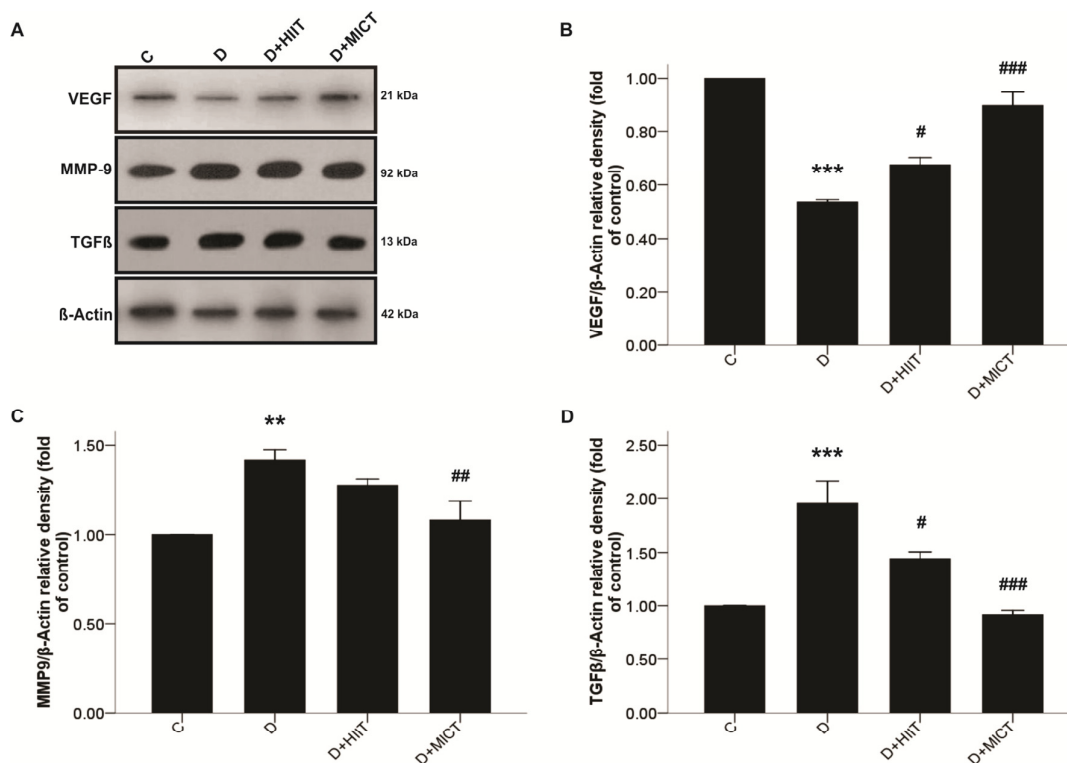 A
C D D+HIIT D+MICT
VEGF 21 kDa
MMP-9 92 kDa
TGFß 13 kDa
ß-Actin 42 kDa
B
VEGF/β-Actin relative density (fold
of control)
1.00
0.80
0.60
0.40
0.20
0.00
***
#
###
C D D+HIIT D+MICT
C
MMP9/β-Actin relative density (fold
of control)
1.50
1.00
0.50
0.00
**
##
C D D+HIIT D+MICT
D
TGFβ/β-Actin relative density (fold
of control)
2.50
2.00
1.50
1.00
0.50
0.00
***
#
###
C D D+HIIT D+MICT